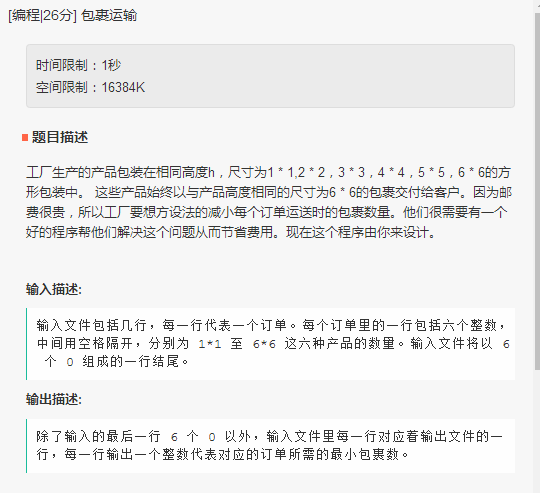 [编程|26分] 包裹运输
时间限制：1秒
空间限制：16384K
题目描述
工厂生产的产品包装在相同高度h，尺寸为1 * 1,2 * 2，3 * 3，4 * 4，5 * 5，6 * 6的方
形包装中。 这些产品始终以与产品高度相同的尺寸为6 * 6的包裹交付给客户。因为邮
费很贵，所以工厂要想方设法的减小每个订单运送时的包裹数量。他们很需要有一个
好的程序帮他们解决这个问题从而节省费用。现在这个程序由你来设计。
输入描述:
输入文件包括几行，每一行代表一个订单。每个订单里的一行包括六个整数，
中间用空格隔开，分别为 1*1 至 6*6 这六种产品的数量。输入文件将以 6
个 0 组成的一行结尾。
输出描述:
除了输入的最后一行 6 个 0 以外，输入文件里每一行对应着输出文件的一
行，每一行输出一个整数代表对应的订单所需的最小包裹数。